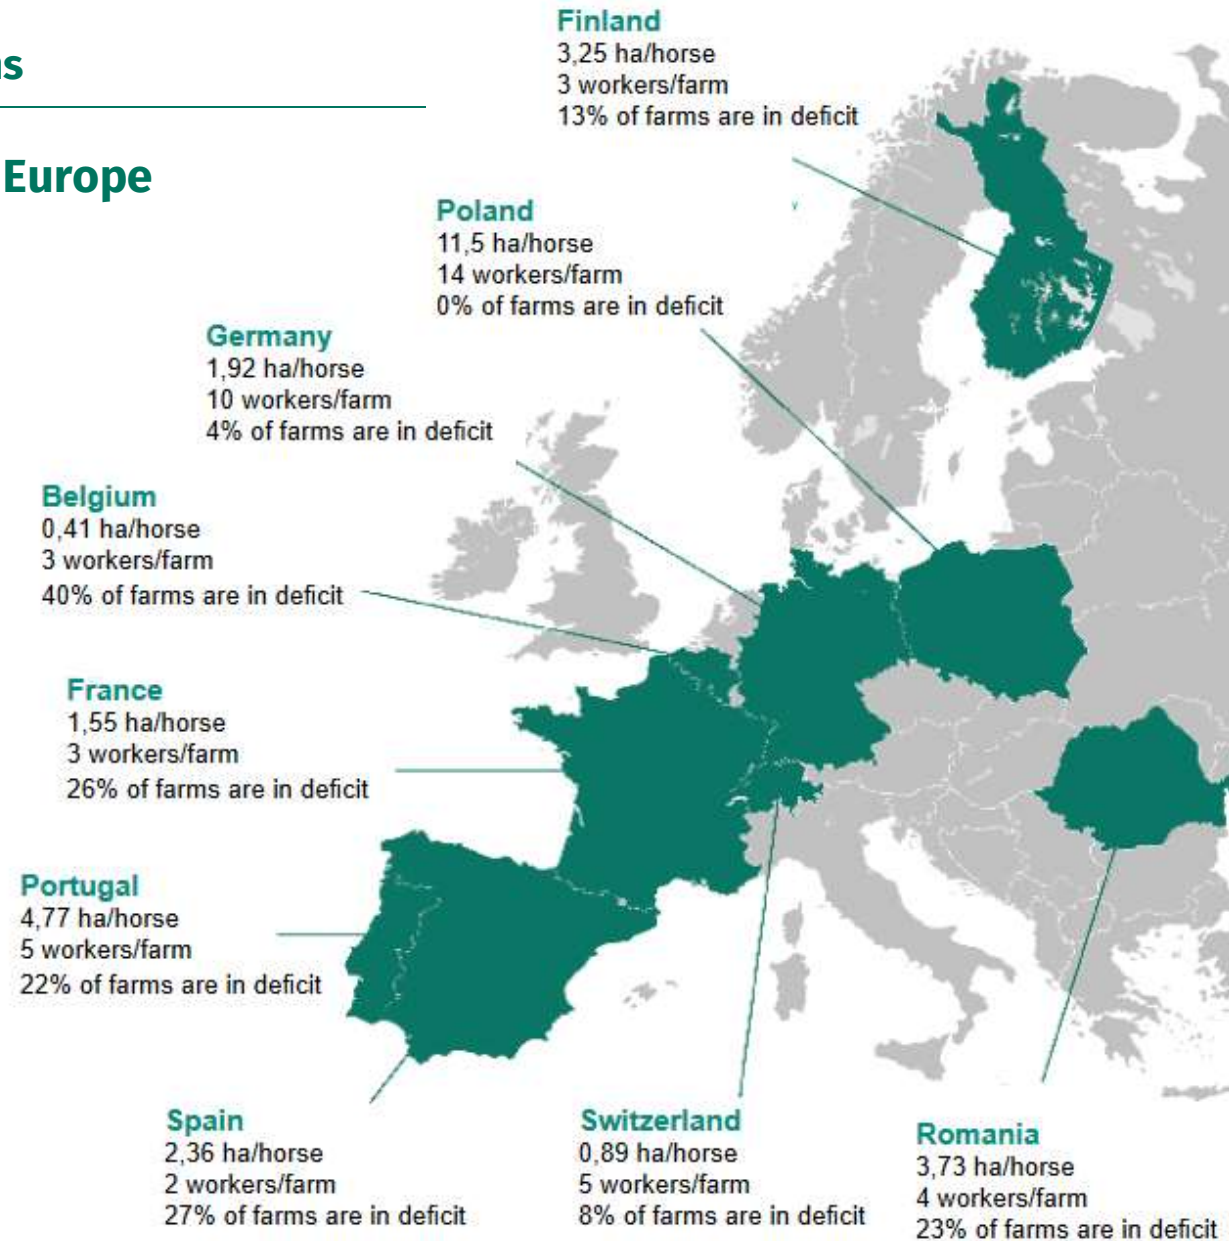 ns
Europe
Finland
3,25 ha/horse
3 workers/farm
13% of farms are in deficit
Poland
11,5 ha/horse
14 workers/farm
0% of farms are in deficit
Germany
1,92 ha/horse
10 workers/farm
4% of farms are in deficit
Belgium
0,41 ha/horse
3 workers/farm
40% of farms are in deficit
France
1,55 ha/horse
3 workers/farm
26% of farms are in deficit
Portugal
4,77 ha/horse
5 workers/farm
22% of farms are in deficit
Spain
2,36 ha/horse
2 workers/farm
27% of farms are in deficit
Switzerland
0,89 ha/horse
5 workers/farm
8% of farms are in deficit
Romania
3,73 ha/horse
4 workers/farm
23% of farms are in deficit